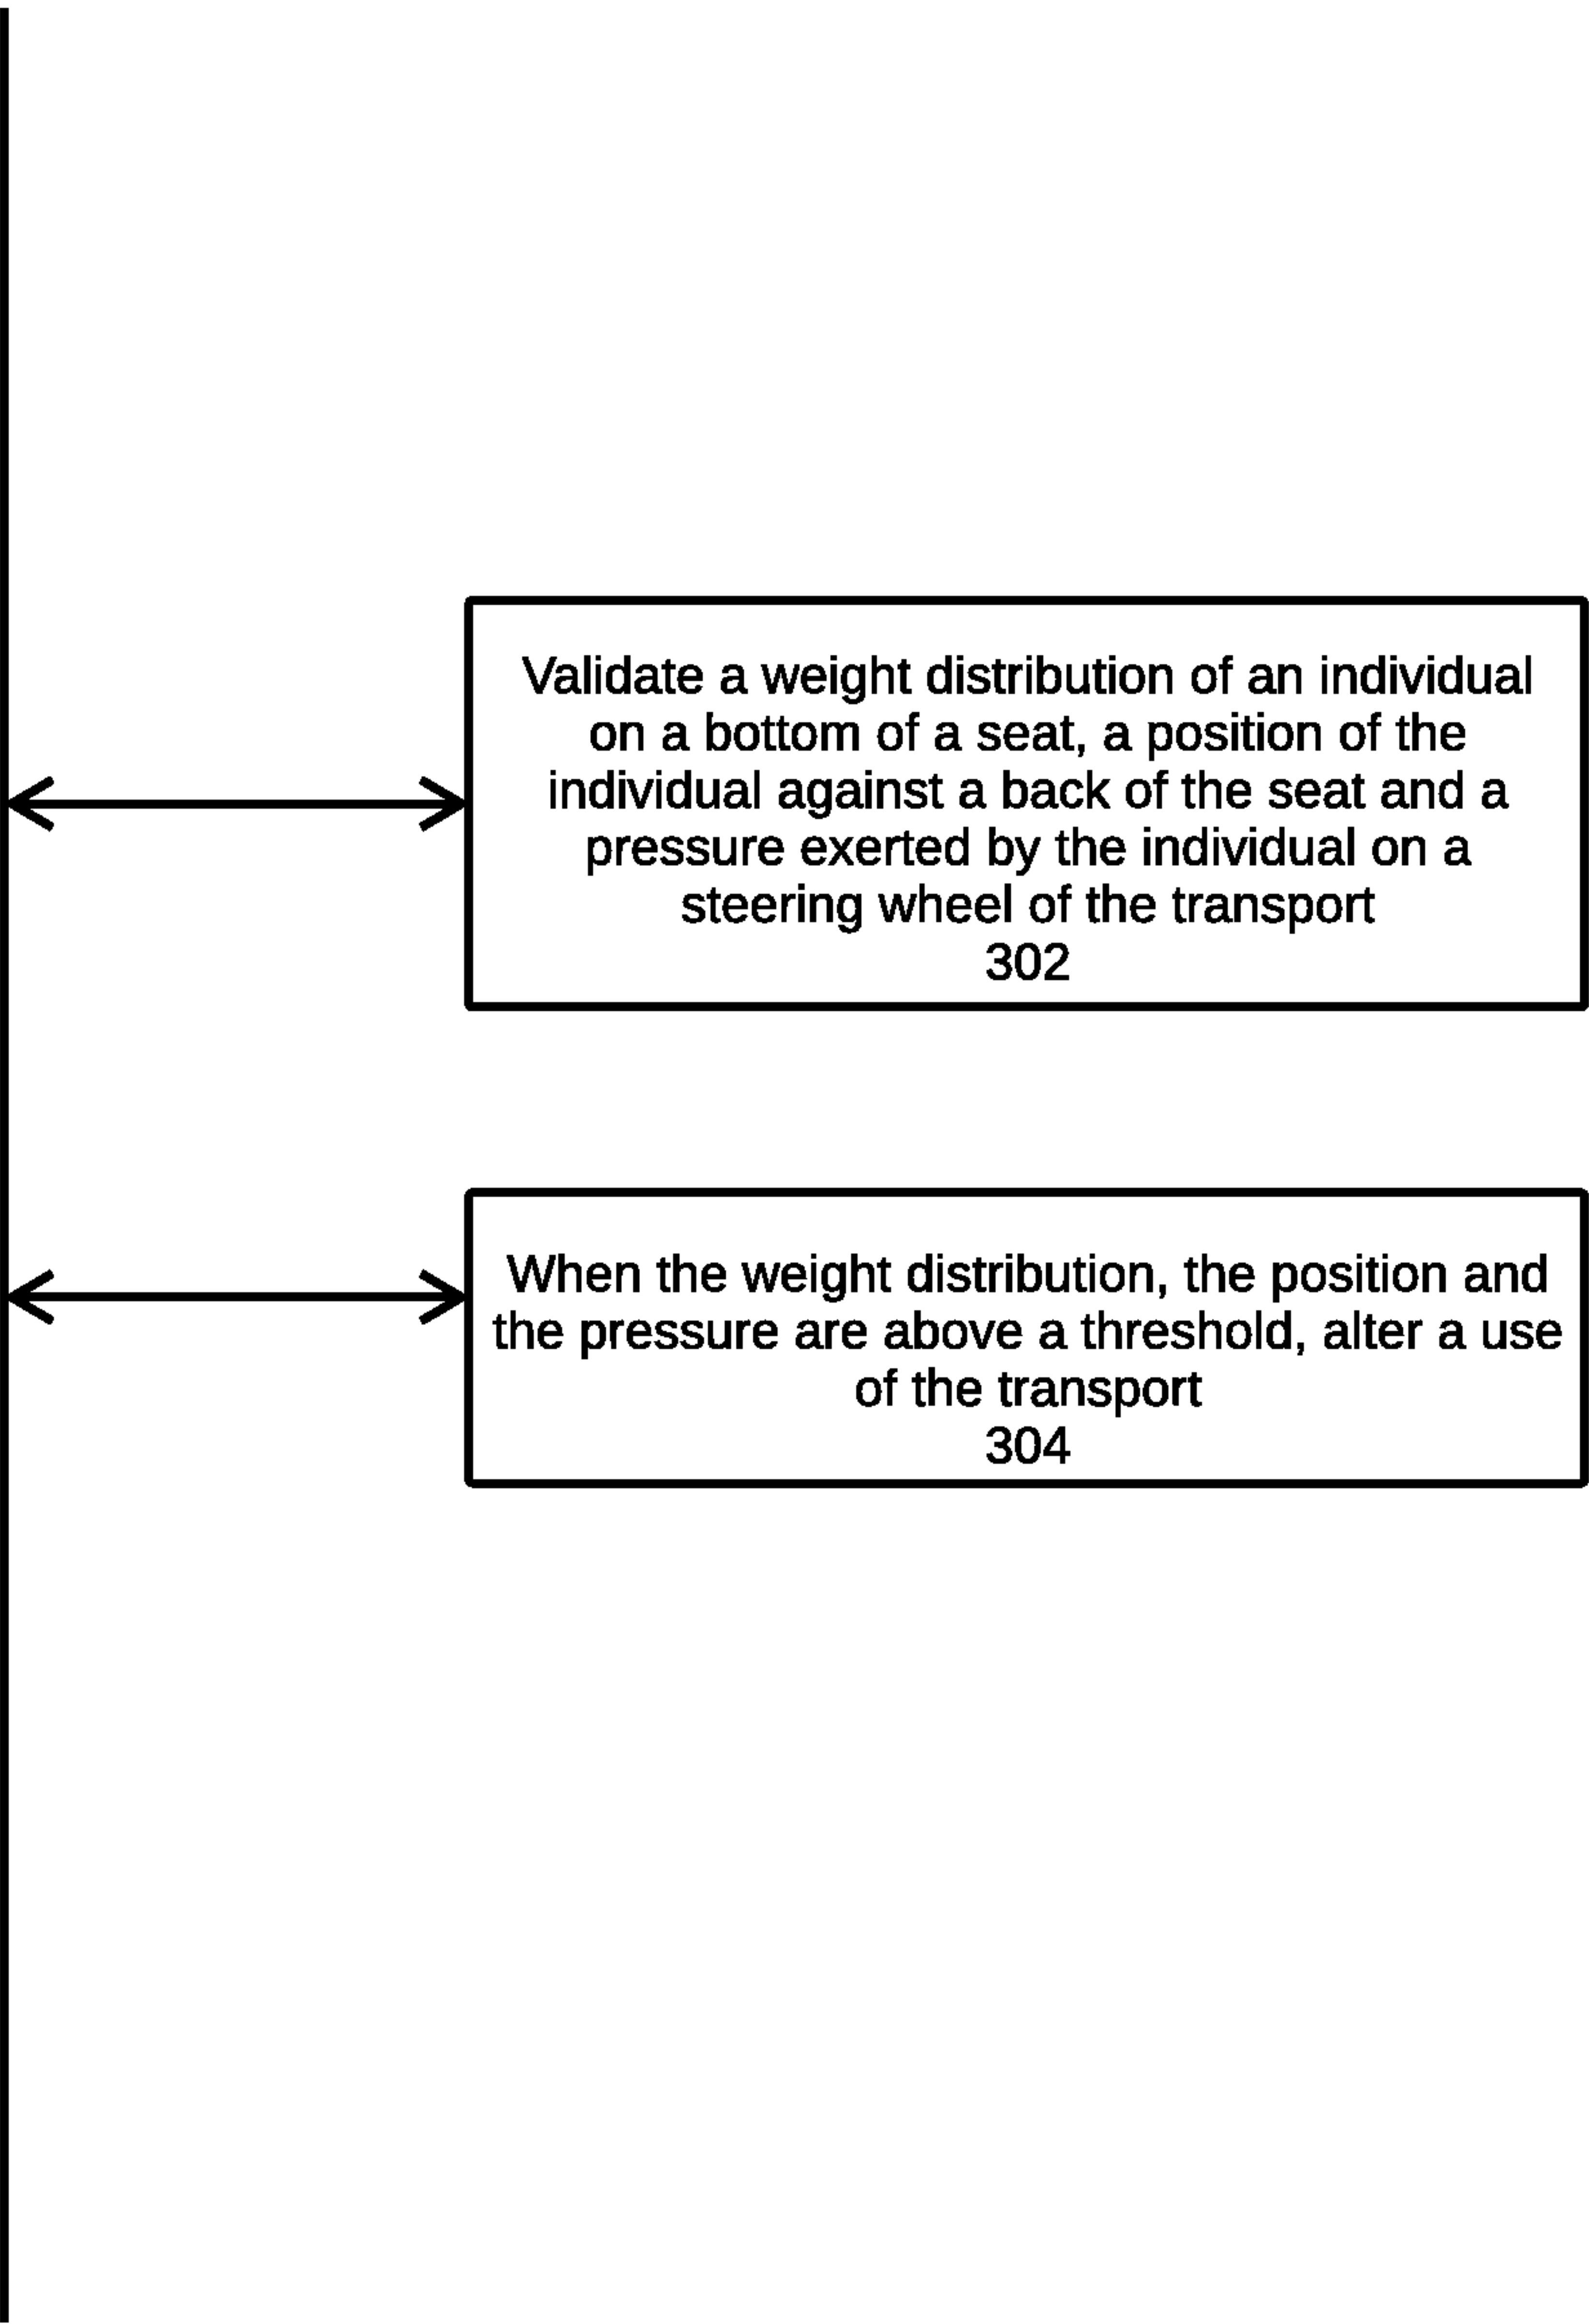 Validate a weight distribution of an individual
on a bottom of a seat, a position of the
individual against a back of the seat and a
pressure exerted by the individual on a
steering wheel of the transport
302
When the weight distribution, the position and
the pressure are above a threshold, alter a use
of the transport
304